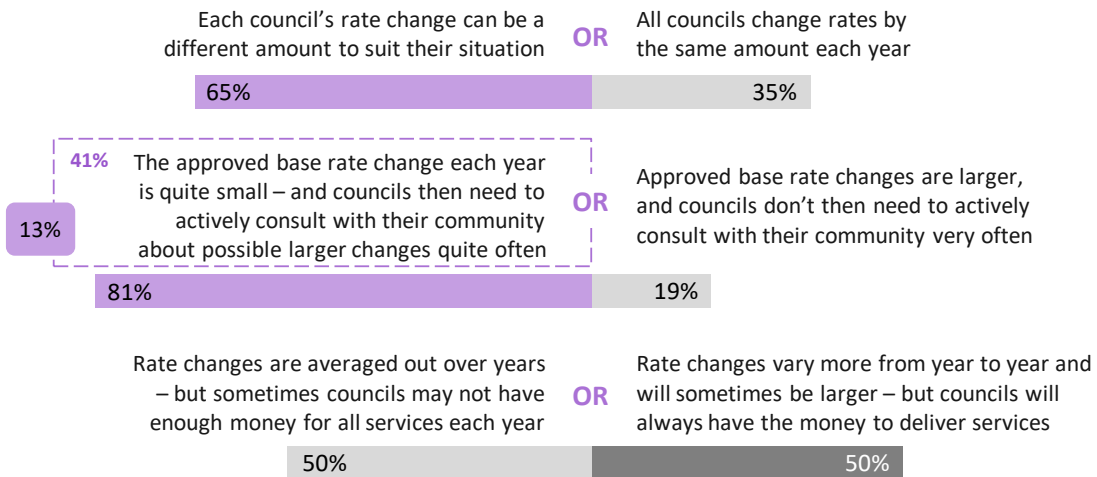 Each council’s rate change can be a
different amount to suit their situation
OR
All councils change rates by
the same amount each year
65%
35%
41%
The approved base rate change each year
is quite small – and councils then need to
actively consult with their community
about possible larger changes quite often
13%
OR
Approved base rate changes are larger,
and councils don’t then need to actively
consult with their community very often
81%
19%
Rate changes are averaged out over years
– but sometimes councils may not have
enough money for all services each year
OR
Rate changes vary more from year to year and
will sometimes be larger – but councils will
always have the money to deliver services
50%
50%